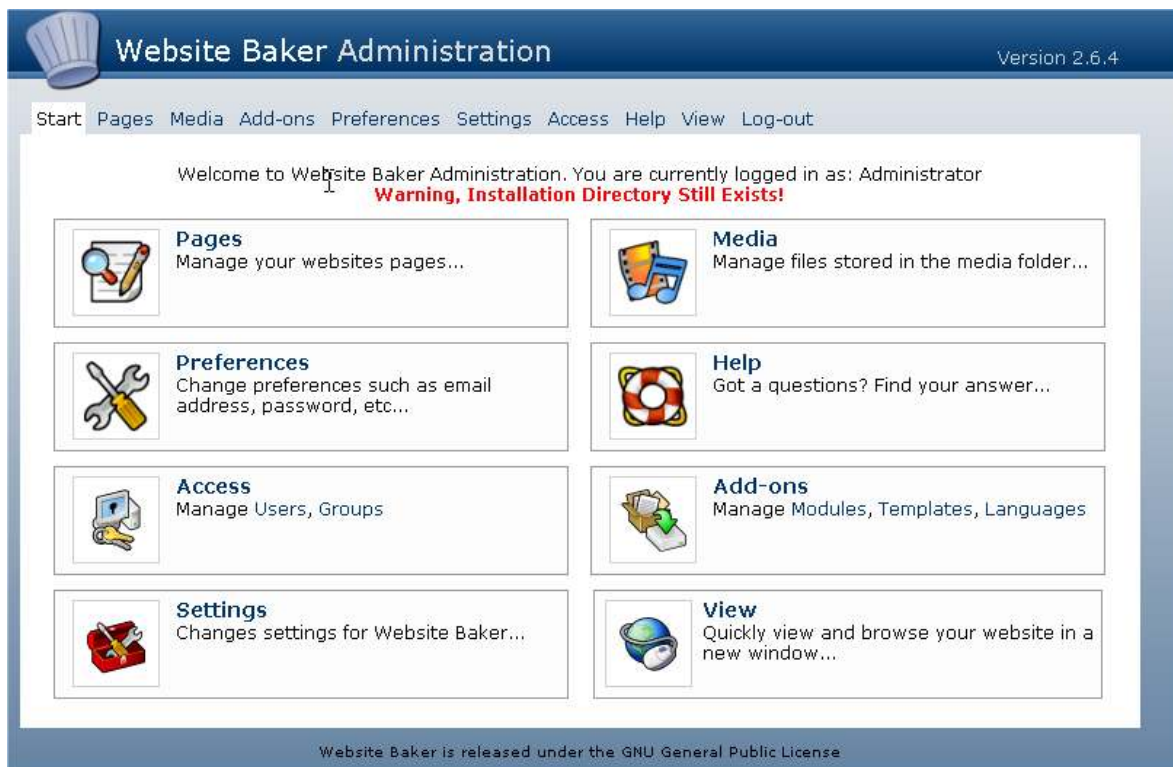 Website Baker Administration
Version 2.6.4
Start Pages Media Add-ons Preferences Settings Access Help View Log-out
Welcome to Website Baker Administration. You are currently logged in as: Administrator
Warning, Installation Directory Still Exists!
Pages
Manage your websites pages...
Media
Manage files stored in the media folder...
Preferences
Change preferences such as email
address, password, etc...
Help
Got a questions? Find your answer...
Access
Manage Users, Groups
Add-ons
Manage Modules, Templates, Languages
Settings
Changes settings for Website Baker...
View
Quickly view and browse your website in a
new window...
Website Baker is released under the GNU General Public License